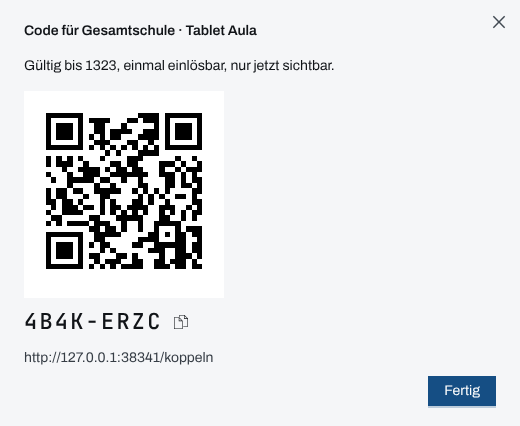 Code für Gesamtschule · Tablet Aula
Gültig bis 1323, einmal einlösbar, nur jetzt sichtbar.
4B4K-ERZC
http://127.0.0.1:38341/koppeln
Fertig